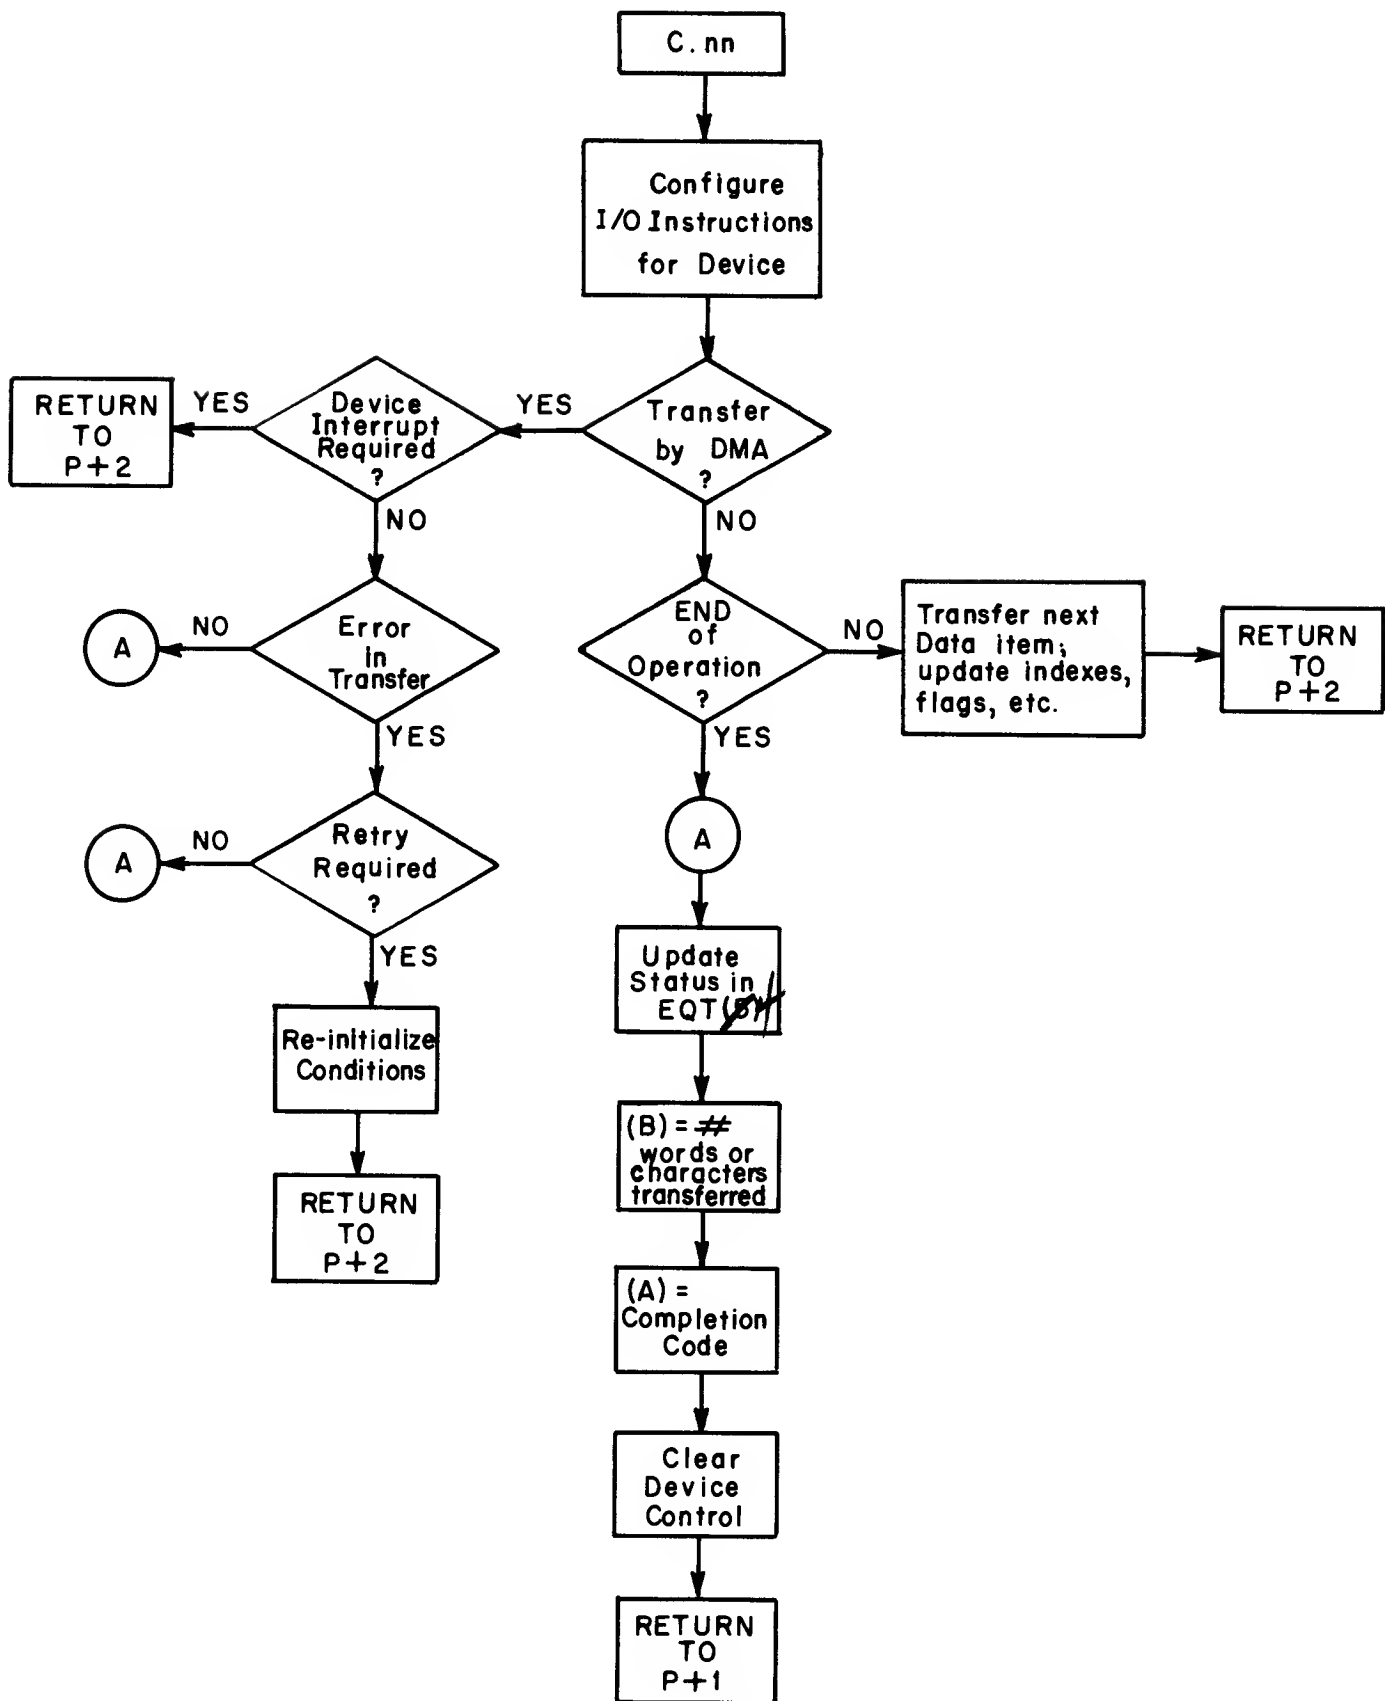 C.nn
Configure
I/O Instructions
for Device
Transfer
by DMA
?
YES
NO
Device
Interrupt
Required
?
YES
NO
RETURN
TO
P+2
Error
in
Transfer
NO
YES
A
Retry
Required
?
NO
YES
A
Re-initialize
Conditions
RETURN
TO
P+2
END
of
Operation
?
NO
YES
Transfer next
Data item;
update indexes,
flags, etc.
RETURN
TO
P+2
A
Update
Status in
EQT
(B) = #
words or
characters
transferred
(A) =
Completion
Code
Clear
Device
Control
RETURN
TO
P+1